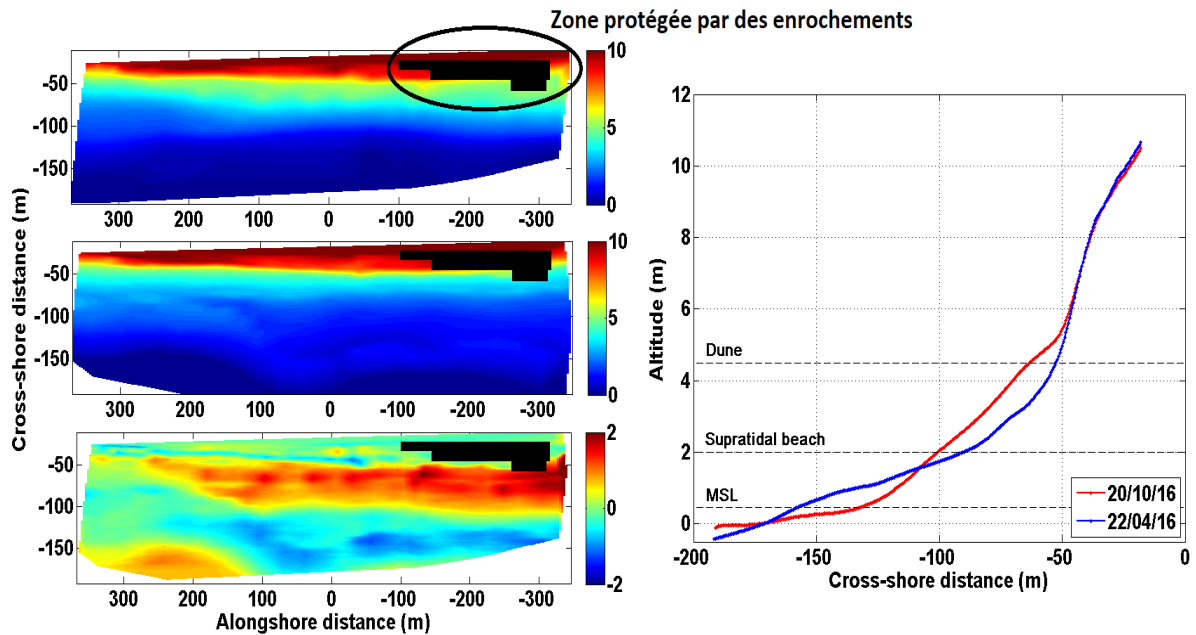 Zone protégée par des enrochements
-50
-100
-150
300 200 100 0 -100 -200 -300
10
5
0
-50
-100
-150
300 200 100 0 -100 -200 -300
10
5
0
-50
-100
-150
300 200 100 0 -100 -200 -300
2
0
-2
Cross-shore distance (m)
Alongshore distance (m)
12
10
8
6
4
2
0
Altitude (m)
Dune
Supratidal beach
MSL
20/10/16
22/04/16
-200 -150 -100 -50 0
Cross-shore distance (m)